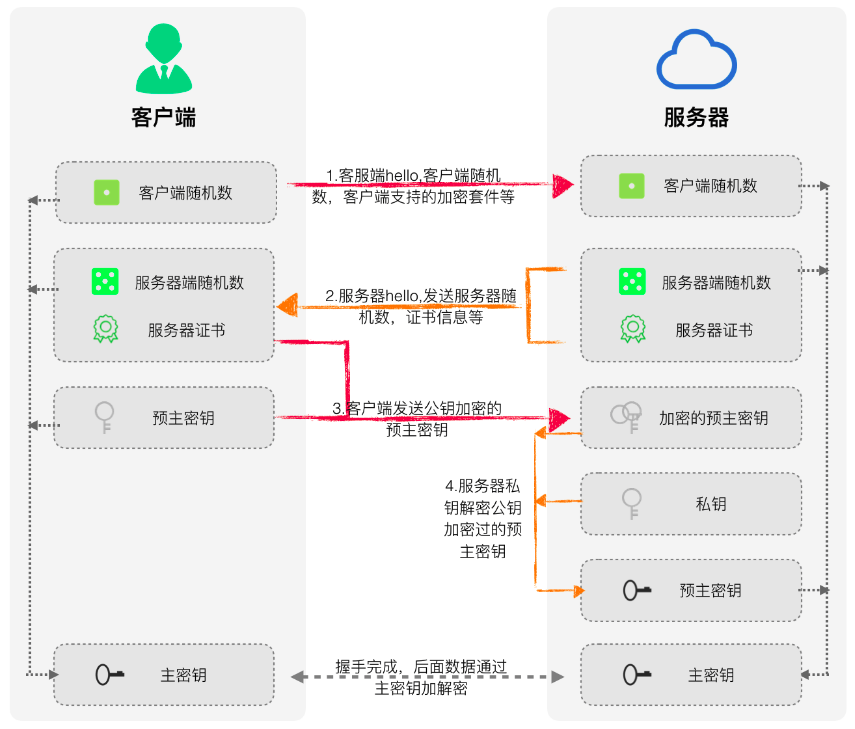 客户端
服务器
客户端随机数
1.客服端hello,客户端随机
数，客户端支持的加密套件等
客户端随机数
服务器端随机数
服务器证书
2.服务器hello,发送服务器随
机数，证书信息等
服务器端随机数
服务器证书
预主密钥
3.客户端发送公钥加密的
预主密钥
加密的预主密钥
4.服务器私
钥解密公钥
加密过的预
主密钥
私钥
预主密钥
主密钥
握手完成，后面数据通过
主密钥加解密
主密钥